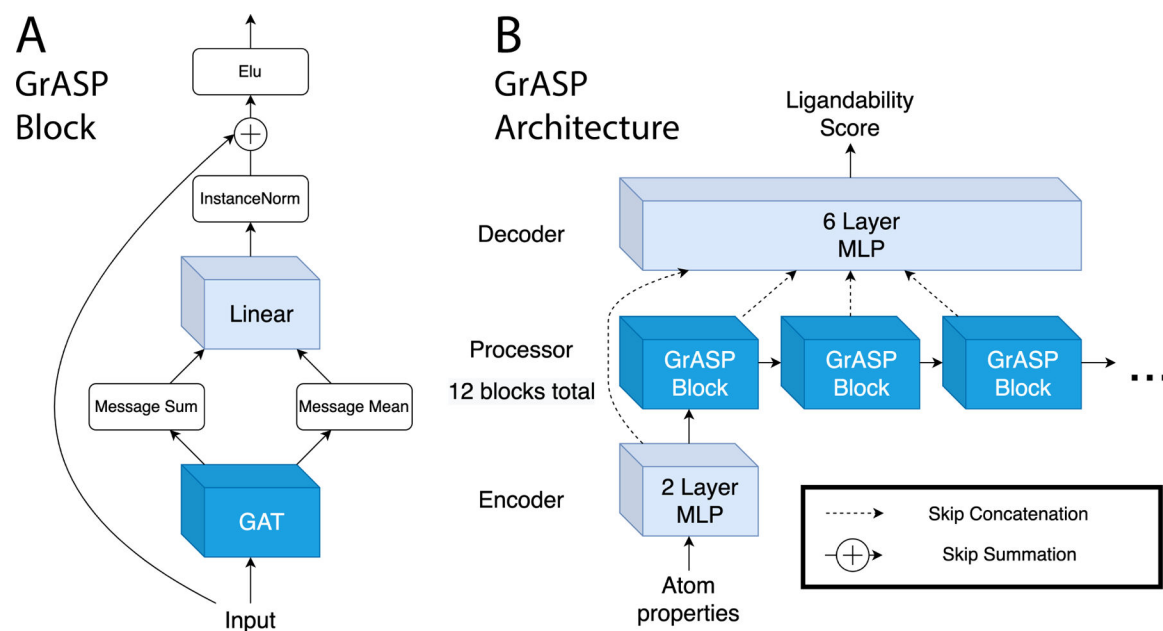 A
GrASP
Block
Elu
+
InstanceNorm
Linear
Message Sum
Message Mean
GAT
Input
B
GrASP
Architecture
Ligandability
Score
Decoder
6 Layer
MLP
Processor
12 blocks total
GrASP
Block
GrASP
Block
GrASP
Block
...
Encoder
2 Layer
MLP
Atom
properties
Skip Concatenation
+
Skip Summation